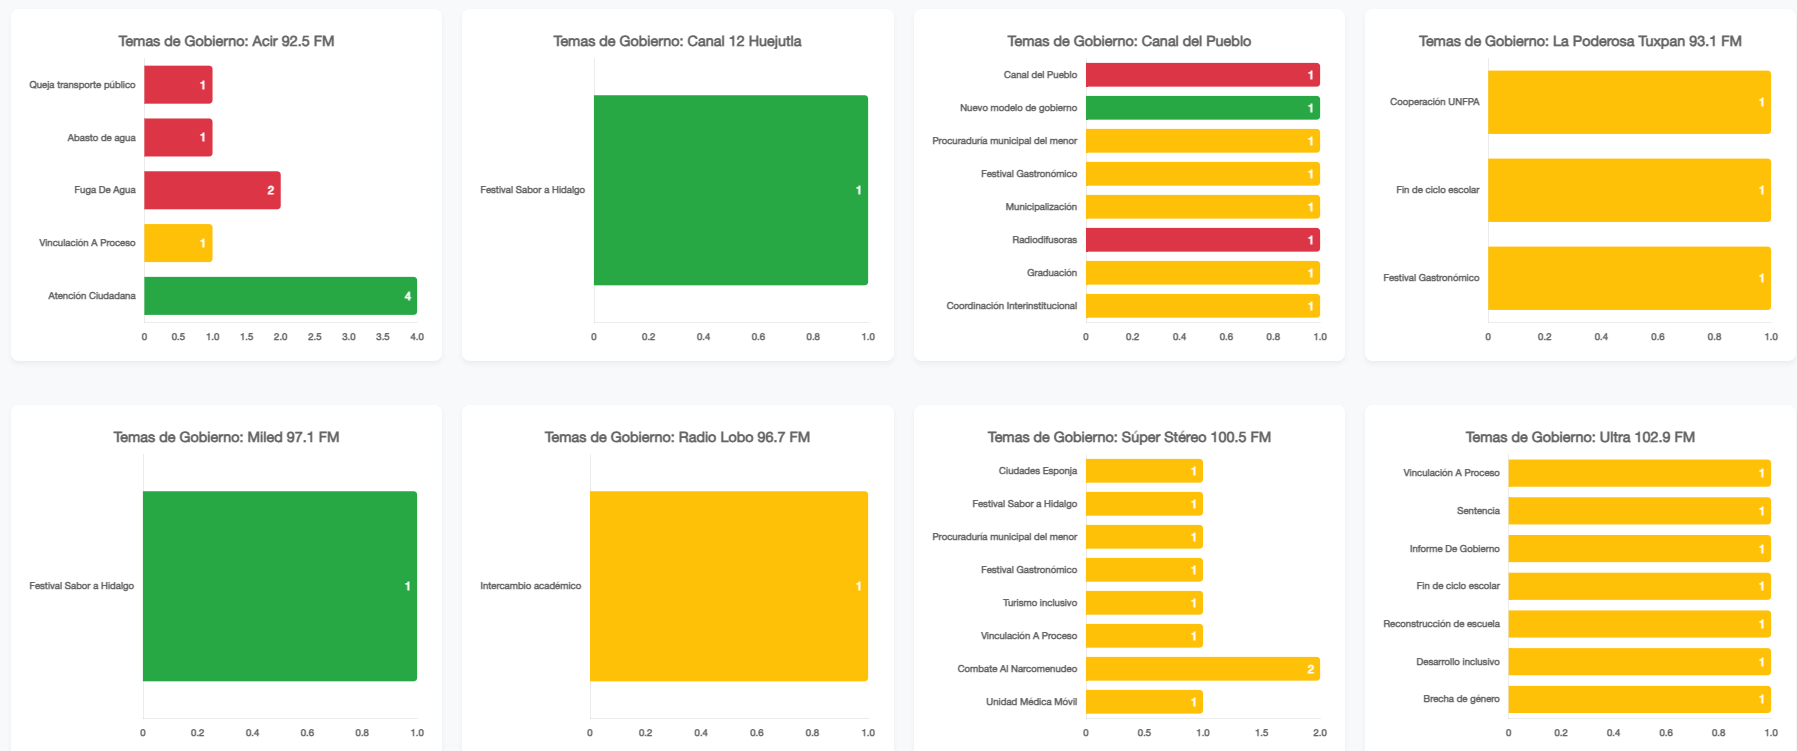 Temas de Gobierno: Acir 92.5 FM
Queja transporte público
1
Abasto de agua
1
Fuga De Agua
2
Vinculación A Proceso
1
Atención Ciudadana
4
0 0.5 1.0 1.5 2.0 2.5 3.0 3.5 4.0
Temas de Gobierno: Canal 12 Huejutla
Festival Sabor a Hidalgo
1
0 0.2 0.4 0.6 0.8 1.0
Temas de Gobierno: Canal del Pueblo
Canal del Pueblo
1
Nuevo modelo de gobierno
1
Procuraduría municipal del menor
1
Festival Gastronómico
1
Municipalización
1
Radiodifusoras
1
Graduación
1
Coordinación Interinstitucional
1
0 0.2 0.4 0.6 0.8 1.0
Temas de Gobierno: La Poderosa Tuxpan 93.1 FM
Cooperación UNFPA
1
Fin de ciclo escolar
1
Festival Gastronómico
1
0 0.2 0.4 0.6 0.8 1.0
Temas de Gobierno: Miled 97.1 FM
Festival Sabor a Hidalgo
1
0 0.2 0.4 0.6 0.8 1.0
Temas de Gobierno: Radio Lobo 96.7 FM
Intercambio académico
1
0 0.2 0.4 0.6 0.8 1.0
Temas de Gobierno: Súper Stéreo 100.5 FM
Ciudades Esponja
1
Festival Sabor a Hidalgo
1
Procuraduría municipal del menor
1
Festival Gastronómico
1
Turismo inclusivo
1
Vinculación A Proceso
1
Combate Al Narcomenudeo
2
Unidad Médica Móvil
1
0 0.5 1.0 1.5 2.0
Temas de Gobierno: Ultra 102.9 FM
Vinculación A Proceso
1
Sentencia
1
Informe De Gobierno
1
Fin de ciclo escolar
1
Reconstrucción de escuela
1
Desarrollo inclusivo
1
Brecha de género
1
0 0.2 0.4 0.6 0.8 1.0